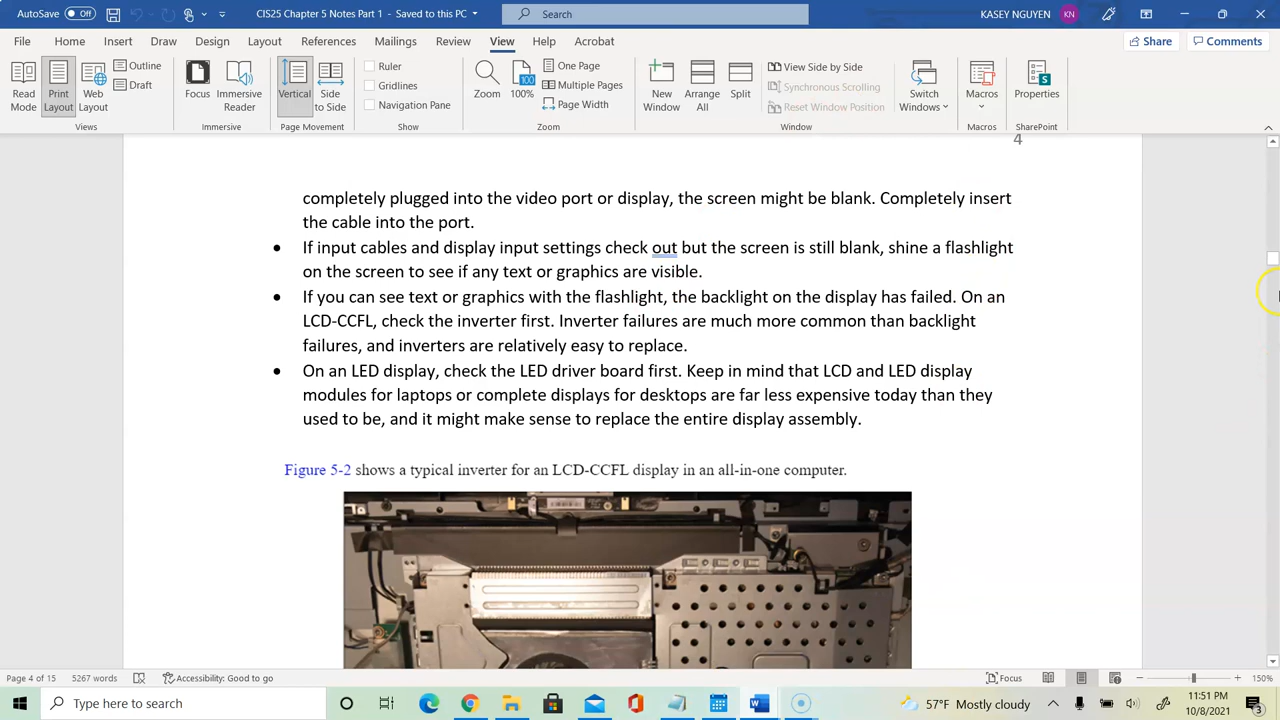 AutoSave Off CIS25 Module 5 Notes Part 1 - Saved to this PC Search KASEY NGUYEN KN
File Home Insert Draw Design Layout References Mailings Review View Help Acrobat Share Comments
Read Mode Print Layout Web Layout Outline Draft Focus Immersive Reader Vertical Side to Side Ruler Gridlines Navigation Pane Zoom 100 100% One Page Multiple Pages Page Width New Window Arrange All Split View Side by Side Synchronous Scrolling Reset Window Position Switch Windows Macros Properties
Views Immersive Page Movement Show Zoom Window Macros SharePoint
4
completely plugged into the video port or display, the screen might be blank. Completely insert
the cable into the port.
• If input cables and display input settings check out but the screen is still blank, shine a flashlight
on the screen to see if any text or graphics are visible.
• If you can see text or graphics with the flashlight, the backlight on the display has failed. On an
LCD-CCFL, check the inverter first. Inverter failures are much more common than backlight
failures, and inverters are relatively easy to replace.
• On an LED display, check the LED driver board first. Keep in mind that LCD and LED display
modules for laptops or complete displays for desktops are far less expensive today than they
used to be, and it might make sense to replace the entire display assembly.
Figure 5-2 shows a typical inverter for an LCD-CCFL display in an all-in-one computer.
Page 4 of 15 5267 words Accessibility: Good to go Focus 150%
Type here to search 57°F Mostly cloudy 11:51 PM
10/8/2021 3